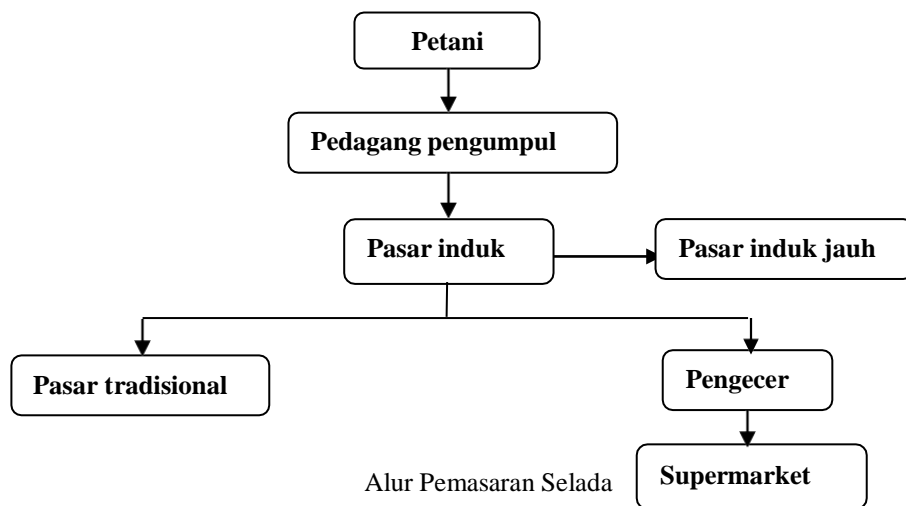 Petani
Pedagang pengumpul
Pasar induk
Pasar induk jauh
Pasar tradisional
Pengecer
Supermarket
Alur Pemasaran Selada